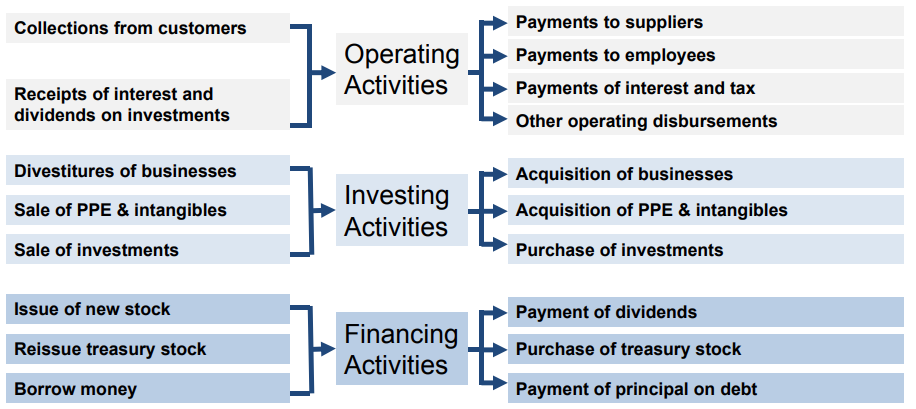 Collections from customers
Receipts of interest and
dividends on investments
Operating
Activities
Payments to suppliers
Payments to employees
Payments of interest and tax
Other operating disbursements
Divestitures of businesses
Sale of PPE & intangibles
Sale of investments
Investing
Activities
Acquisition of businesses
Acquisition of PPE & intangibles
Purchase of investments
Issue of new stock
Reissue treasury stock
Borrow money
Financing
Activities
Payment of dividends
Purchase of treasury stock
Payment of principal on debt